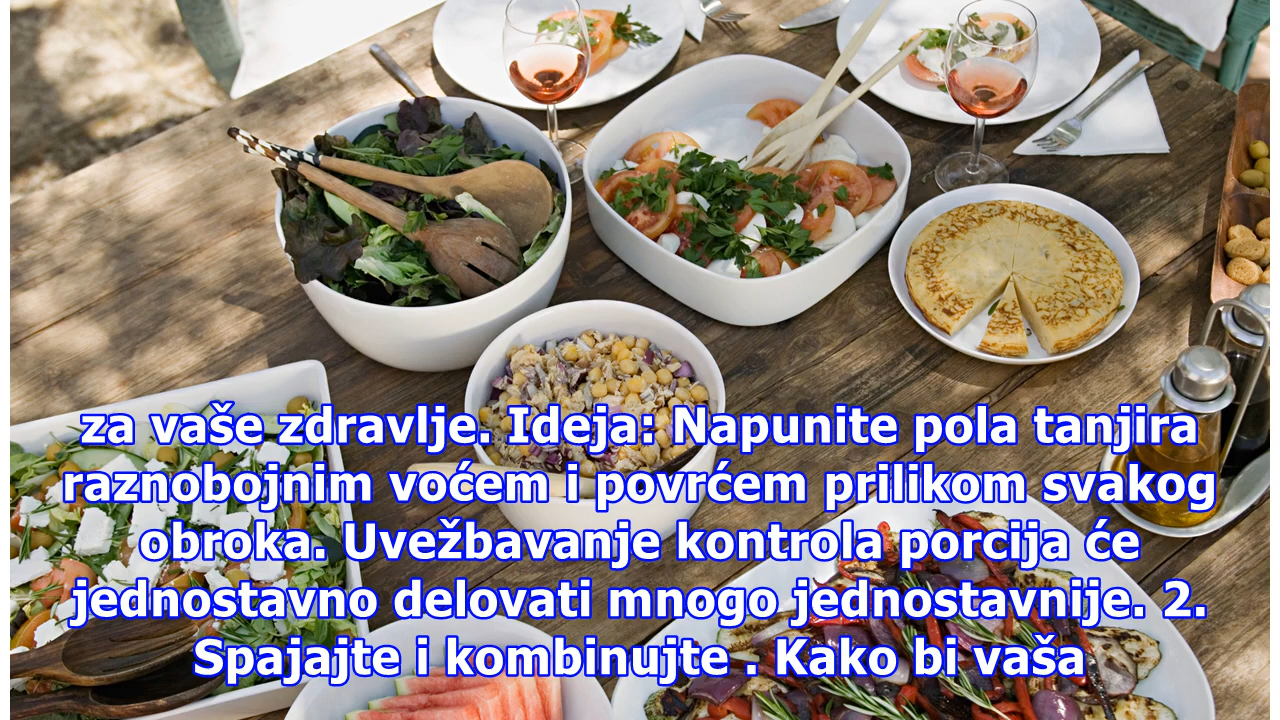 za vaše zdravlje. Ideja: Napunite pola tanjira
raznobojnim voćem i povrćem prilikom svakog
obroka. Uvežbavanje kontrola porcija će
jednostavno delovati mnogo jednostavnije. 2.
Spajajte i kombinujte . Kako bi vaša